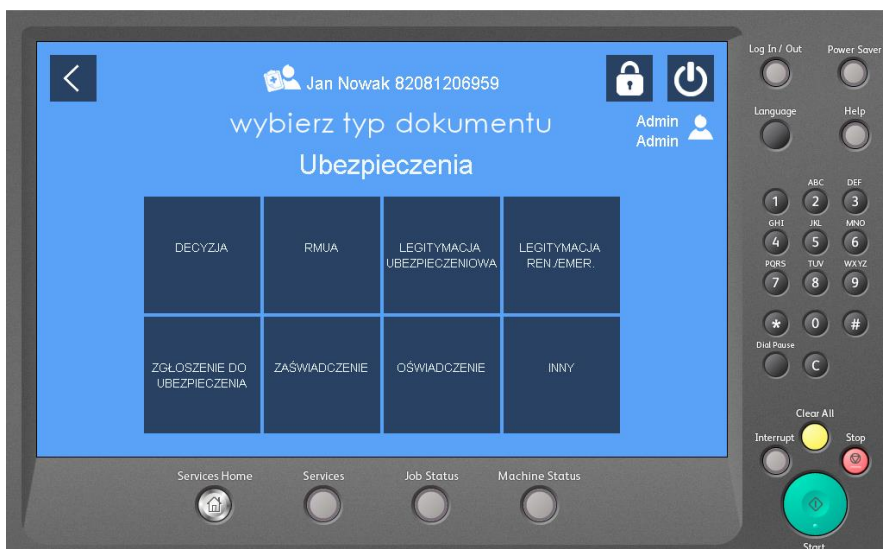 Log In / Out
Power Saver
Jan Nowak 82081206959
wybierz typ dokumentu
Admin
Admin
Ubezpieczenia
Language
Help
DECYZJA
RMUA
LEGITYMACJA
UBEZPIECZENIOWA
LEGITYMACJA
REN./EMER.
ZGŁOSZENIE DO
UBEZPIECZENIA
ZAŚWIADCZENIE
OŚWIADCZENIE
INNY
ABC
DEF
1
2
3
GHI
JKL
MNO
4
5
6
PQRS
TUV
WXYZ
7
8
9
*
0
#
Dial Pause
C
Clear All
Interrupt
Stop
Services Home
Services
Job Status
Machine Status
Start